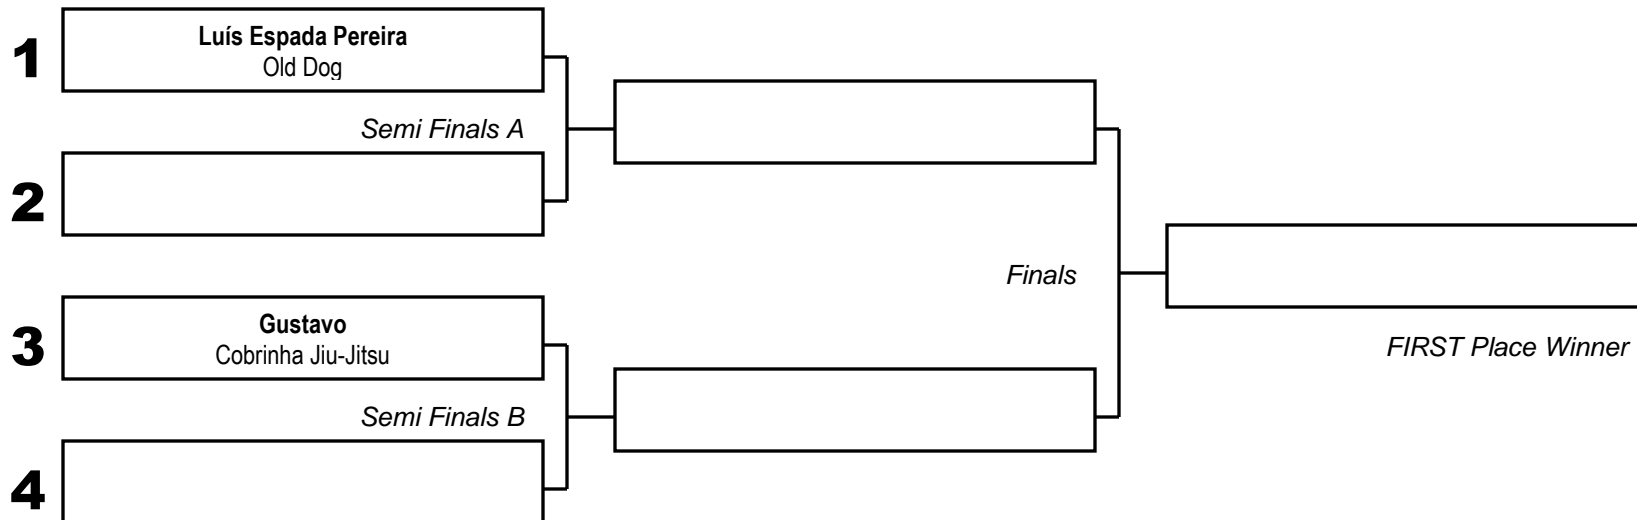 1
Luís Espada Pereira
Old Dog
Semi Finals A
2
Finals
3
Gustavo
Cobrinha Jiu-Jitsu
FIRST Place Winner
Semi Finals B
4